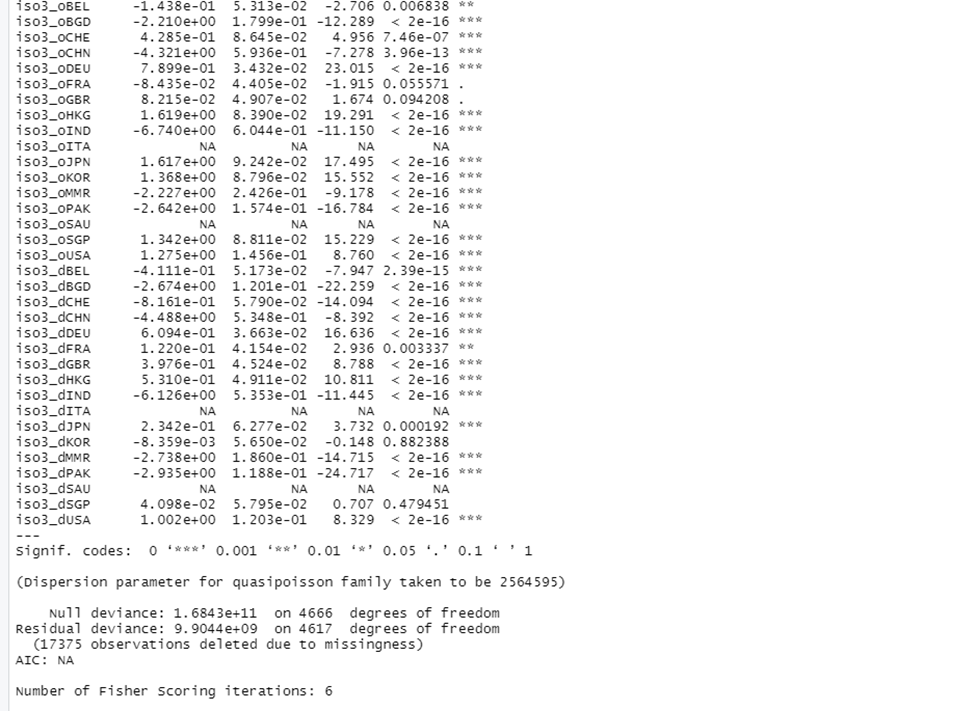 iso3_oBEL -1.438e-01 5.313e-02 -2.706 0.006838 **
iso3_oBGD -2.210e+00 1.799e-01 -12.289 < 2e-16 ***
iso3_oCHE 4.285e-01 8.645e-02 4.956 7.46e-07 ***
iso3_oCHN -4.321e-01 5.936e-02 -7.278 3.96e-13 ***
iso3_oDEU 7.899e-01 3.432e-02 23.015 < 2e-16 ***
iso3_oFRA -8.435e-02 4.405e-02 -1.915 0.055571 .
iso3_oGBR 8.215e-02 4.907e-02 1.674 0.094208 .
iso3_oHKG 1.619e+00 8.390e-02 19.291 < 2e-16 ***
iso3_oIND -6.740e-01 6.044e-02 -11.150 < 2e-16 ***
iso3_oITA NA NA NA NA
iso3_oJPN 1.617e+00 9.242e-02 17.495 < 2e-16 ***
iso3_oKOR 1.368e+00 8.796e-02 15.552 < 2e-16 ***
iso3_oMMR -2.227e+00 2.426e-01 -9.178 < 2e-16 ***
iso3_oPAK -2.642e+00 1.574e-01 -16.784 < 2e-16 ***
iso3_oSAU NA NA NA NA
iso3_oSGP 1.342e+00 8.811e-02 15.229 < 2e-16 ***
iso3_oUSA 1.275e+00 1.456e-01 8.760 < 2e-16 ***
iso3_dBEL -4.111e-01 5.173e-02 -7.947 2.39e-15 ***
iso3_dBGD -2.674e+00 1.201e-01 -22.259 < 2e-16 ***
iso3_dCHE -8.161e-01 5.790e-02 -14.094 < 2e-16 ***
iso3_dCHN -4.488e-01 5.348e-02 -8.392 < 2e-16 ***
iso3_dDEU 6.094e-01 3.663e-02 16.636 < 2e-16 ***
iso3_dFRA 1.220e-01 4.154e-02 2.936 0.003337 **
iso3_dGBR 3.976e-01 4.524e-02 8.788 < 2e-16 ***
iso3_dHKG 5.310e-01 4.911e-02 10.811 < 2e-16 ***
iso3_dIND -6.126e-01 5.353e-02 -11.445 < 2e-16 ***
iso3_dITA NA NA NA NA
iso3_dJPN 2.342e-01 6.277e-02 3.732 0.000192 ***
iso3_dKOR -8.359e-03 5.650e-02 -0.148 0.882388
iso3_dMMR -2.738e+00 1.860e-01 -14.715 < 2e-16 ***
iso3_dPAK -2.935e+00 1.188e-01 -24.717 < 2e-16 ***
iso3_dSAU NA NA NA NA
iso3_dSGP 4.098e-02 5.795e-02 0.707 0.479451
iso3_dUSA 1.002e+00 1.203e-01 8.329 < 2e-16 ***
---
Signif. codes: 0 ‘***’ 0.001 ‘**’ 0.01 ‘*’ 0.05 ‘.’ 0.1 ‘ ’ 1
(Dispersion parameter for quasipoisson family taken to be 2564595)
Null deviance: 1.6843e+11 on 4666 degrees of freedom
Residual deviance: 9.9044e+09 on 4617 degrees of freedom
(17375 observations deleted due to missingness)
AIC: NA
Number of Fisher Scoring iterations: 6